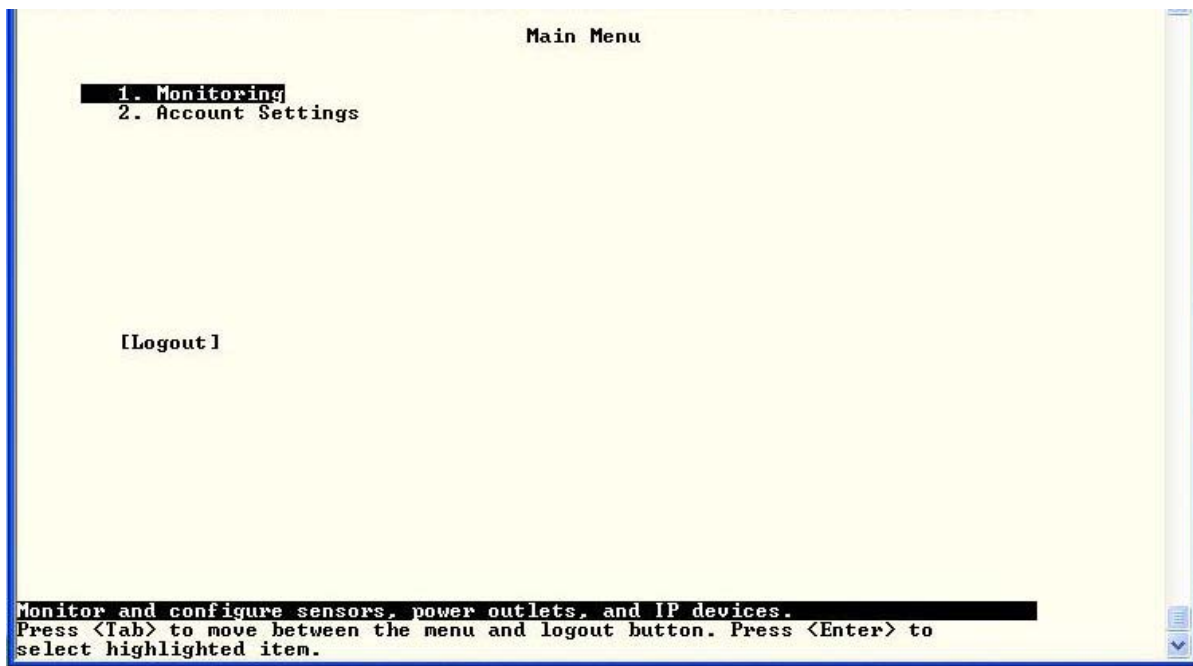 Main Menu
1. Monitoring
2. Account Settings
[Logout]
Monitor and configure sensors, power outlets, and IP devices.
Press <Tab> to move between the menu and logout button. Press <Enter> to
select highlighted item.